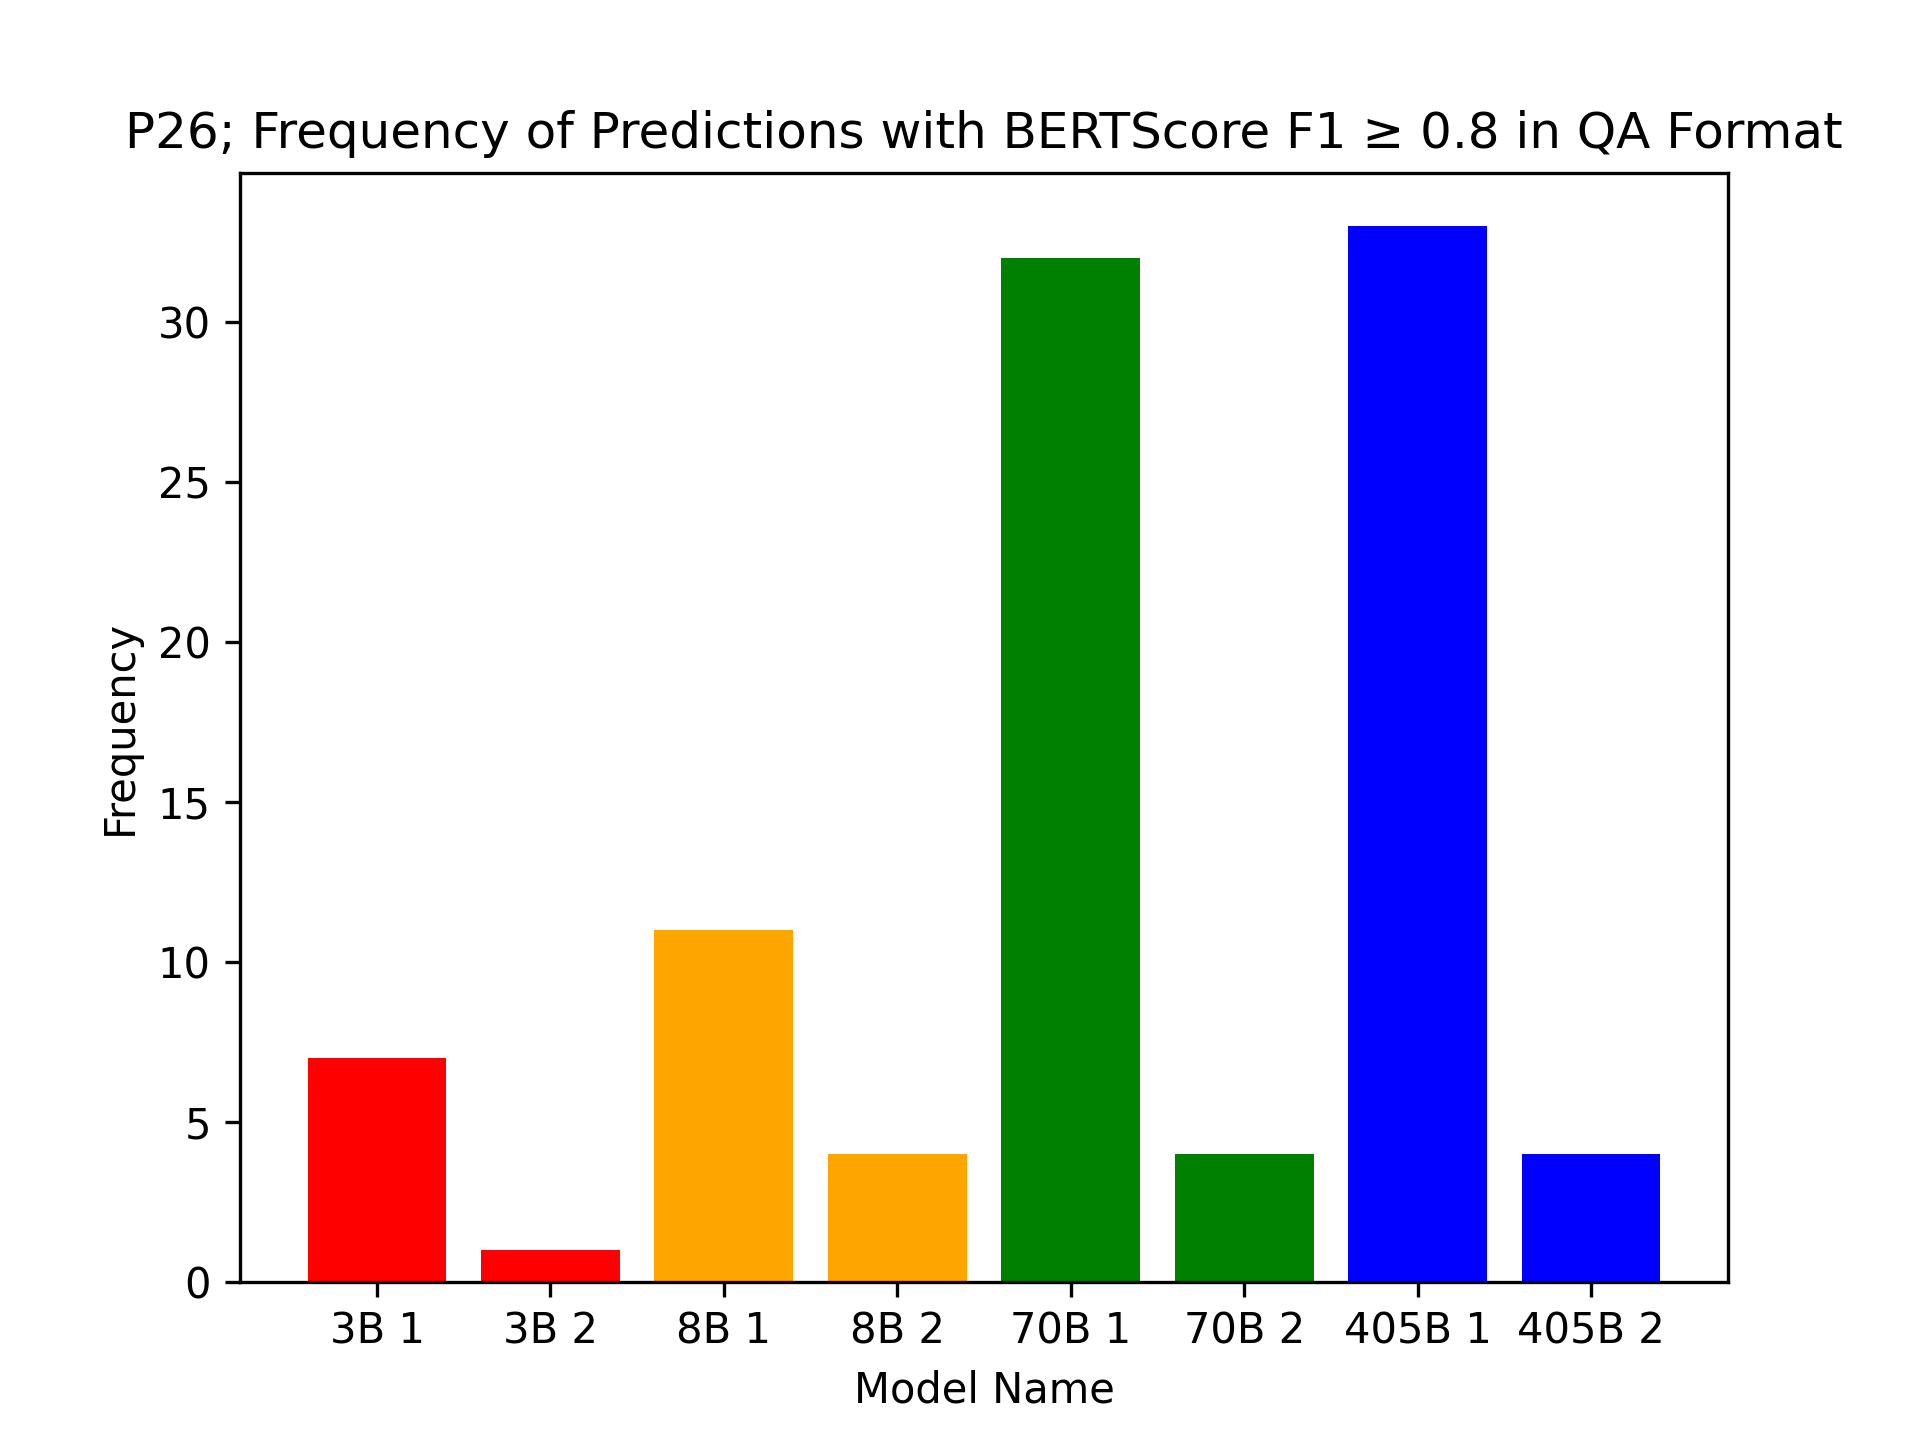 P26; Frequency of Predictions with BERTScore F1 ≥ 0.8 in QA Format
Frequency
30
25
20
15
10
5
0
3B 1 3B 2 8B 1 8B 2 70B 1 70B 2 405B 1 405B 2
Model Name